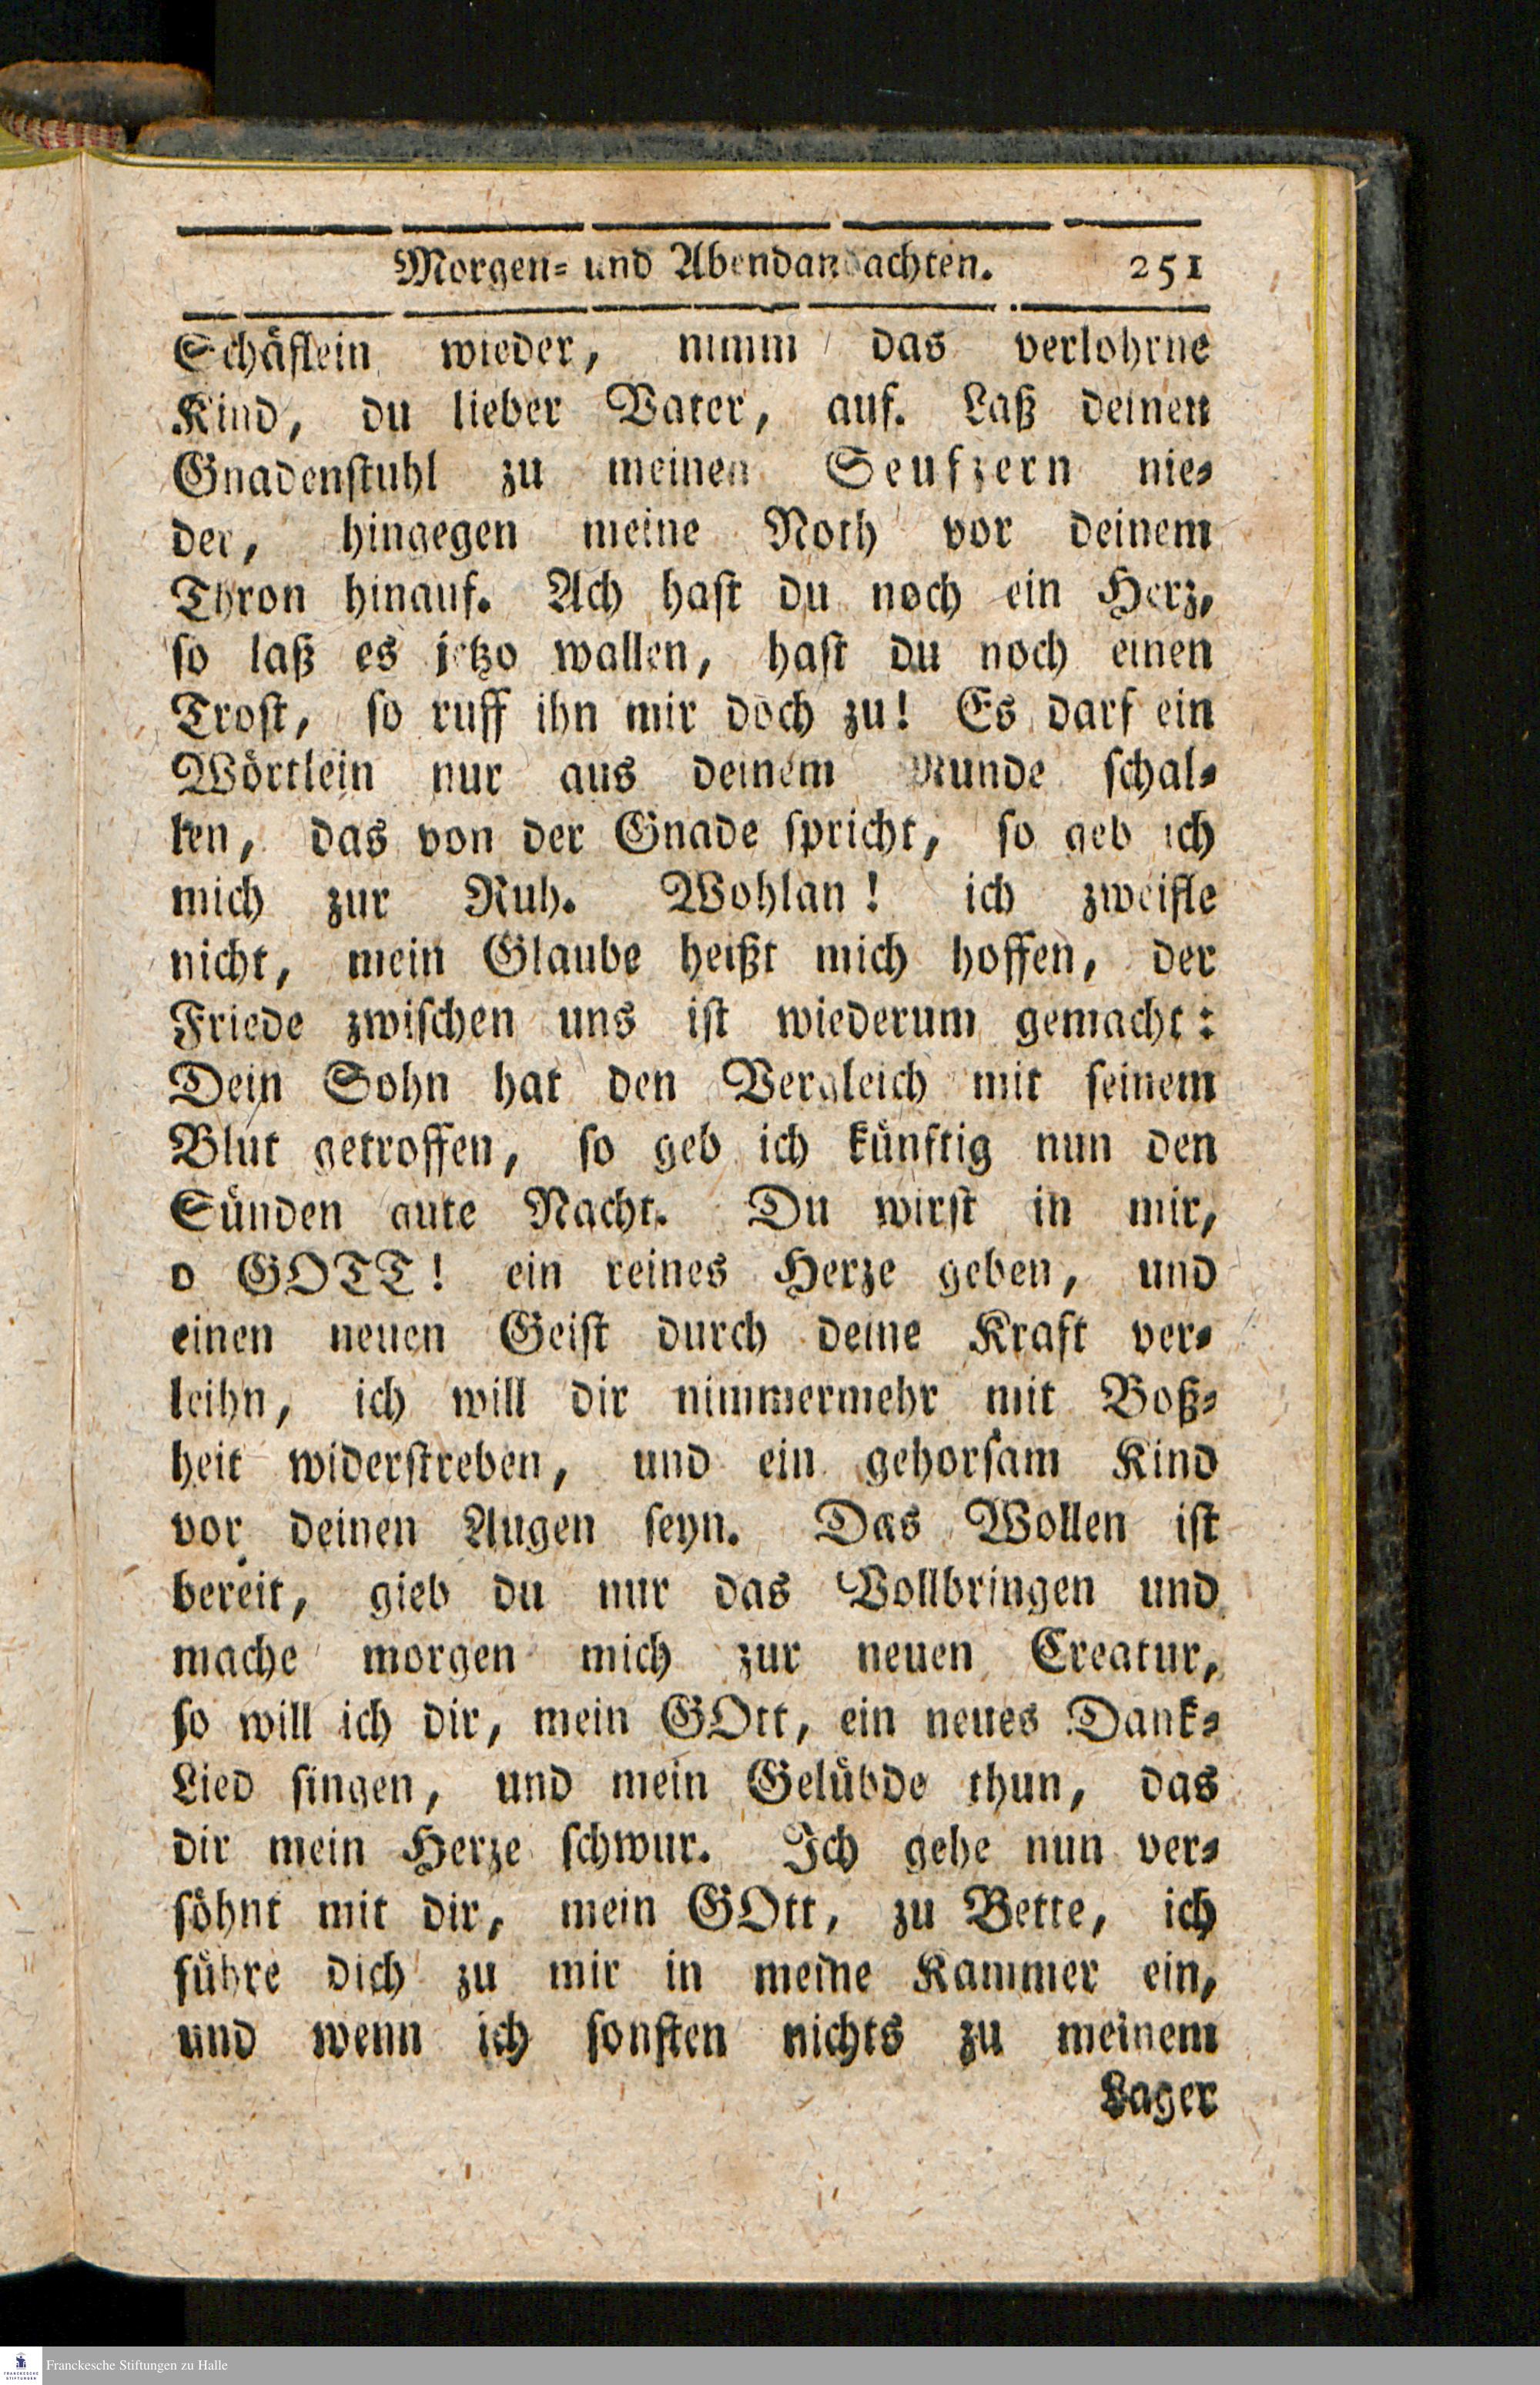 Morgen- und Abendandachten. 251
Schäflein wieder, nimm das verlohrne
Kind, du lieber Vater, auf. Laß deinen
Gnadenstuhl zu meinen Seufzern nie-
der, hingegen meine Noth vor deinem
Thron hinauf. Ach hast du noch ein Herz,
so laß es jetzo wallen, hast du noch einen
Trost, so ruff ihn mir doch zu! Es darf ein
Wörtlein nur aus deinem Munde schal-
len, das von der Gnade spricht, so geb ich
mich zur Ruh. Wohlan! ich zweifle
nicht, mein Glaube heißt mich hoffen, der
Friede zwischen uns ist wiederum gemacht:
Dein Sohn hat den Vergleich mit seinem
Blut getroffen, so geb ich künftig nun den
Sünden gute Nacht. Du wirst in mir,
o GOTT! ein reines Herze geben, und
einen neuen Geist durch deine Kraft ver-
leihn, ich will dir nimmermehr mit Boß-
heit widerstreben, und ein gehorsam Kind
vor deinen Augen seyn. Das Wollen ist
bereit, gieb du nur das Vollbringen und
mache morgen mich zur neuen Creatur,
so will ich dir, mein GOtt, ein neues Dank-
Lied singen, und mein Gelübde thun, das
dir mein Herze schwur. Ich gehe nun ver-
söhnt mit dir, mein GOtt, zu Bette, ich
führe dich zu mir in meine Kammer ein,
und wenn ich sonsten nichts zu meinem
Lager
FRANCKESCHE
STIFTUNGEN
Franckesche Stiftungen zu Halle